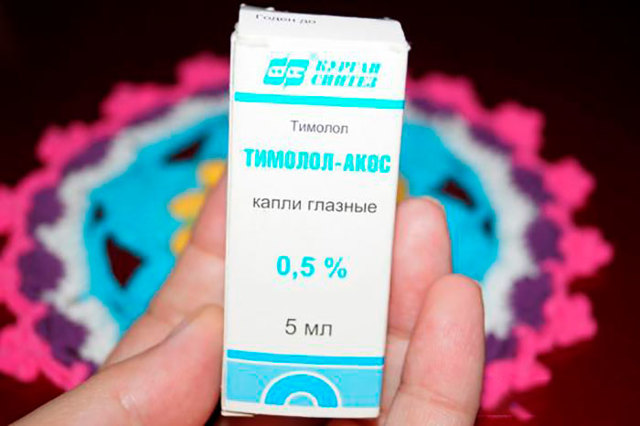 Годен до
КУРГАН
СИНТЕЗ
Тимолол
ТИМОЛОЛ-АКОС
капли глазные
0,5 %
5 мл